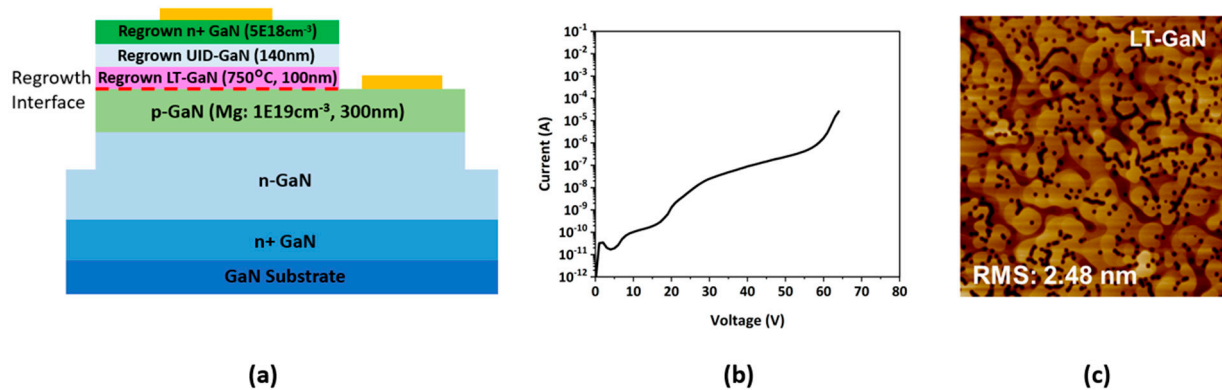 Regrown n+ GaN (5E18cm⁻³)
Regrown UID-GaN (140nm)
Regrown LT-GaN (750°C, 100nm)
Regrowth
Interface
p-GaN (Mg: 1E19cm⁻³, 300nm)
n-GaN
n+ GaN
GaN Substrate
(a)
Current (A)
10⁻¹
10⁻²
10⁻³
10⁻⁴
10⁻⁵
10⁻⁶
10⁻⁷
10⁻⁸
10⁻⁹
10⁻¹⁰
10⁻¹¹
10⁻¹²
0 10 20 30 40 50 60 70 80
Voltage (V)
(b)
LT-GaN
RMS: 2.48 nm
(c)